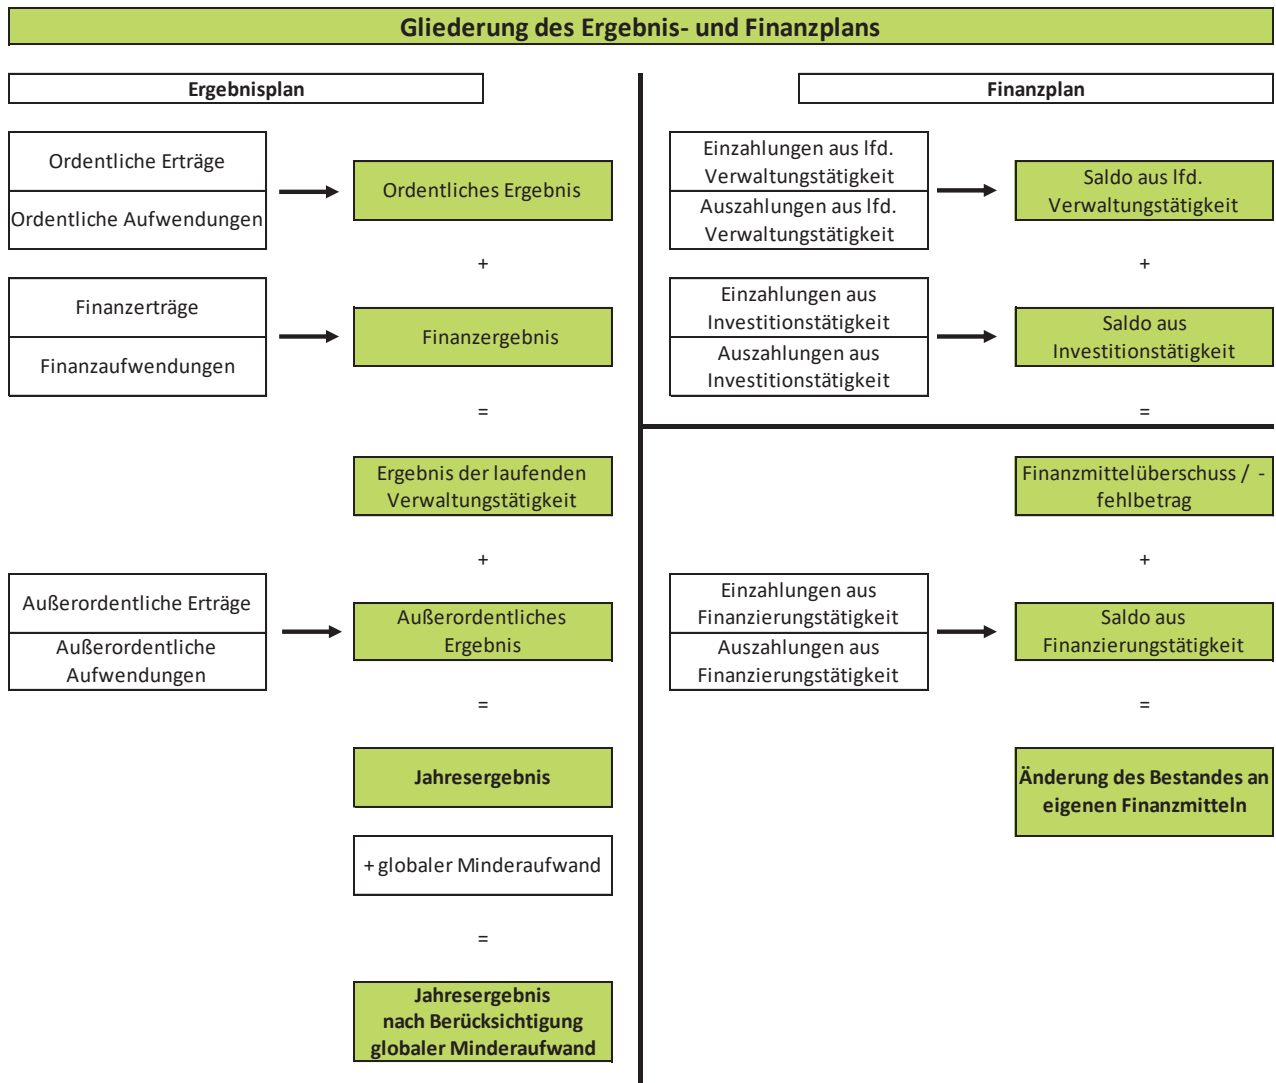 Gliederung des Ergebnis- und Finanzplans
Ergebnisplan
Ordentliche Erträge
Ordentliche Aufwendungen
Ordentliches Ergebnis
+
Finanzerträge
Finanzaufwendungen
Finanzergebnis
=
Ergebnis der laufenden
Verwaltungstätigkeit
+
Außerordentliche Erträge
Außerordentliche
Aufwendungen
Außerordentliches
Ergebnis
=
Jahresergebnis
+ globaler Minderaufwand
=
Jahresergebnis
nach Berücksichtigung
globaler Minderaufwand
Finanzplan
Einzahlungen aus lfd.
Verwaltungstätigkeit
Auszahlungen aus lfd.
Verwaltungstätigkeit
Saldo aus lfd.
Verwaltungstätigkeit
+
Einzahlungen aus
Investitionstätigkeit
Auszahlungen aus
Investitionstätigkeit
Saldo aus
Investitionstätigkeit
=
Finanzmittelüberschuss / -
fehlbetrag
+
Einzahlungen aus
Finanzierungstätigkeit
Auszahlungen aus
Finanzierungstätigkeit
Saldo aus
Finanzierungstätigkeit
=
Änderung des Bestandes an
eigenen Finanzmitteln